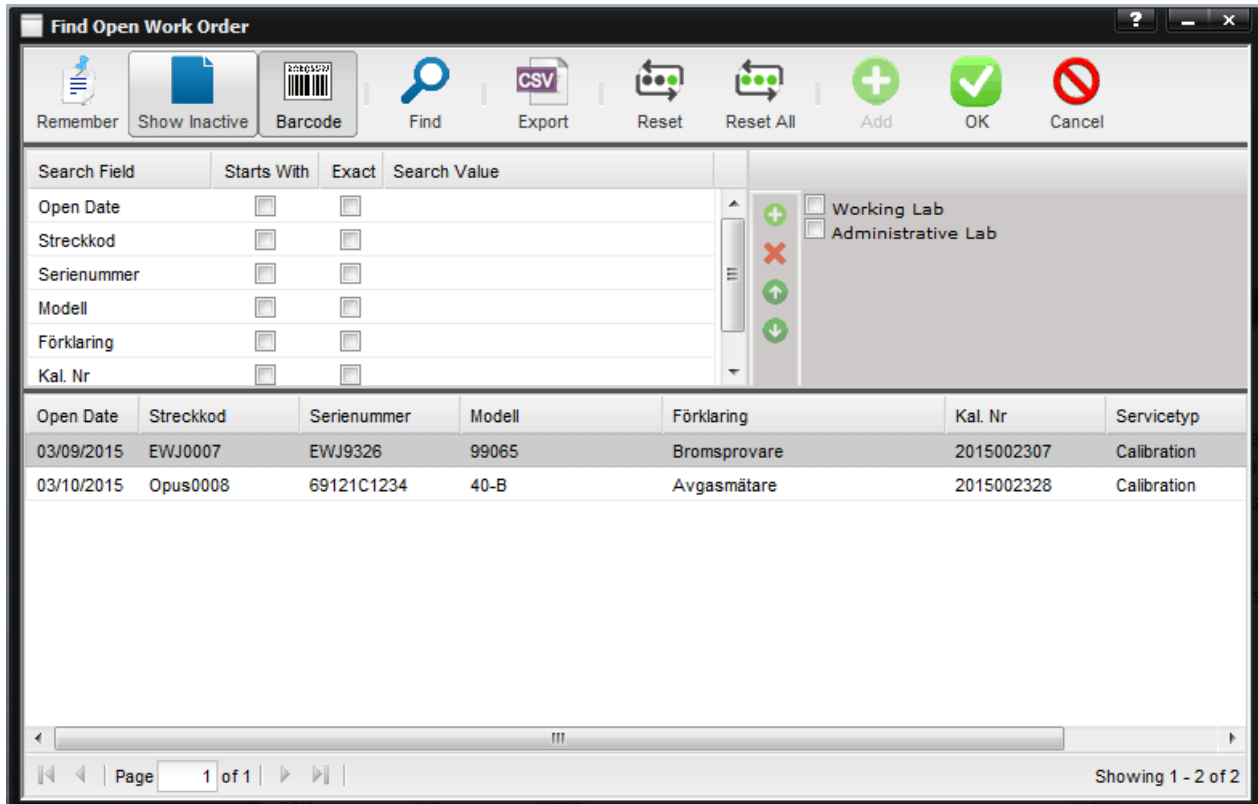 Find Open Work Order ? _ x
Remember Show Inactive Barcode Find CSV Export Reset Reset All Add OK Cancel
Search Field Starts With Exact Search Value
Open Date
Streckkod
Serienummer
Modell
Förklaring
Kal. Nr
Working Lab
Administrative Lab
Open Date Streckkod Serienummer Modell Förklaring Kal. Nr Servicetyp
03/09/2015 EWJ0007 EWJ9326 99065 Bromsprovare 2015002307 Calibration
03/10/2015 Opus0008 69121C1234 40-B Avgasmätare 2015002328 Calibration
Page 1 of 1 Showing 1 - 2 of 2